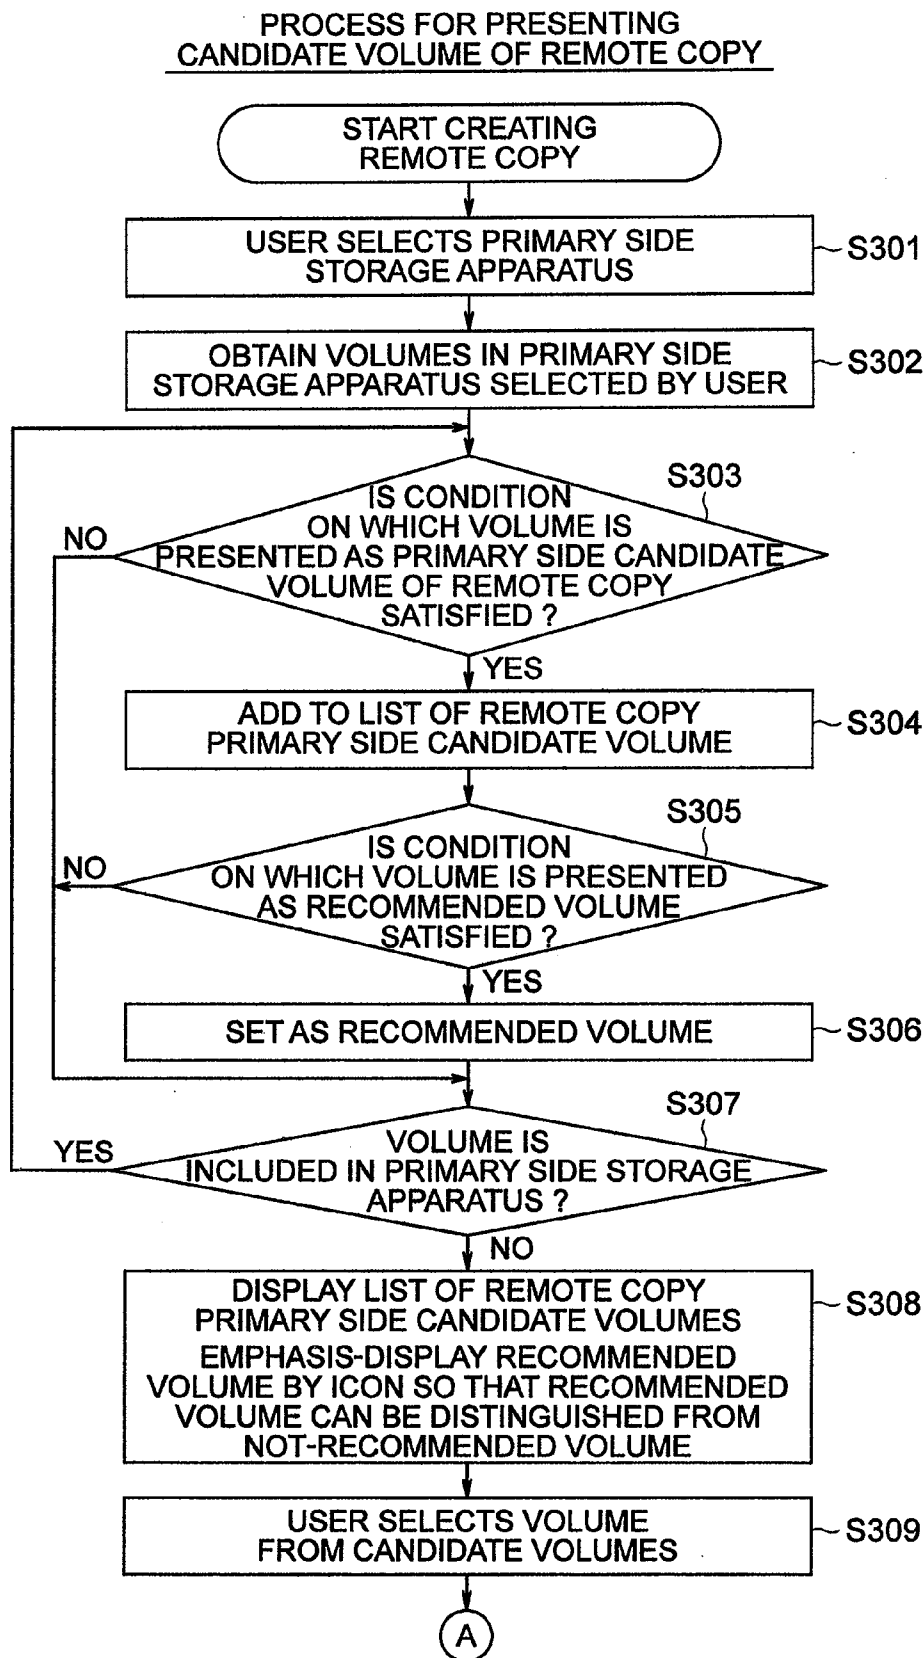 PROCESS FOR PRESENTING
CANDIDATE VOLUME OF REMOTE COPY
START CREATING
REMOTE COPY
USER SELECTS PRIMARY SIDE
STORAGE APPARATUS
S301
OBTAIN VOLUMES IN PRIMARY SIDE
STORAGE APPARATUS SELECTED BY USER
S302
S303
IS CONDITION
ON WHICH VOLUME IS
PRESENTED AS PRIMARY SIDE CANDIDATE
VOLUME OF REMOTE COPY
SATISFIED ?
NO
YES
ADD TO LIST OF REMOTE COPY
PRIMARY SIDE CANDIDATE VOLUME
S304
S305
IS CONDITION
ON WHICH VOLUME IS PRESENTED
AS RECOMMENDED VOLUME
SATISFIED ?
NO
YES
SET AS RECOMMENDED VOLUME
S306
S307
VOLUME IS
INCLUDED IN PRIMARY SIDE STORAGE
APPARATUS ?
YES
NO
DISPLAY LIST OF REMOTE COPY
PRIMARY SIDE CANDIDATE VOLUMES
EMPHASIS-DISPLAY RECOMMENDED
VOLUME BY ICON SO THAT RECOMMENDED
VOLUME CAN BE DISTINGUISHED FROM
NOT-RECOMMENDED VOLUME
S308
USER SELECTS VOLUME
FROM CANDIDATE VOLUMES
S309
A